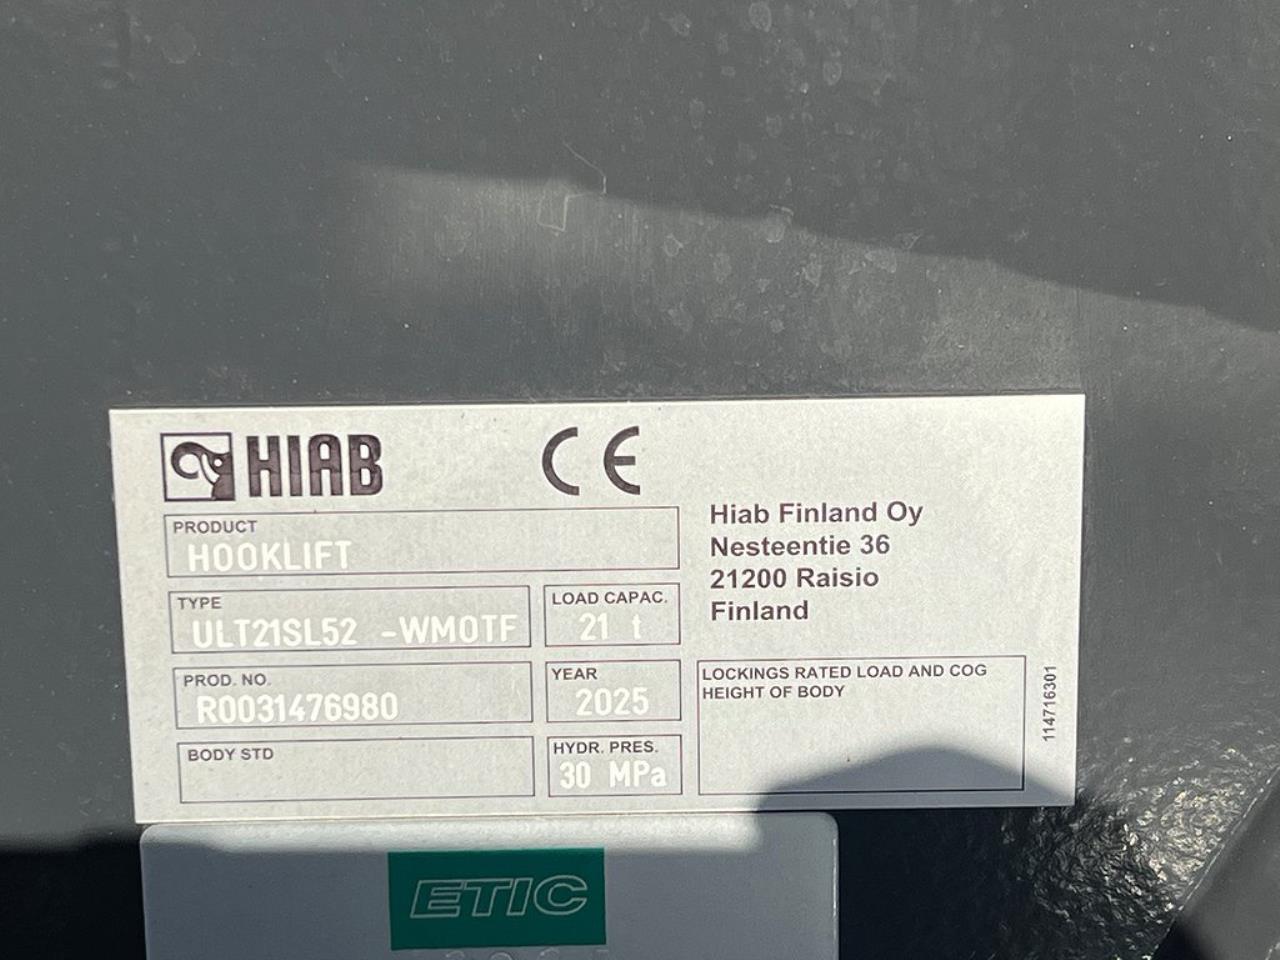 HIAB
CE
PRODUCT
HOOKLIFT
TYPE
ULT21SL52 -WM0TF
LOAD CAPAC.
21 t
PROD. NO.
R0031476980
YEAR
2025
BODY STD
HYDR. PRES.
30 MPa
Hiab Finland Oy
Nesteentie 36
21200 Raisio
Finland
LOCKINGS RATED LOAD AND COG
HEIGHT OF BODY
114716301
ETIC